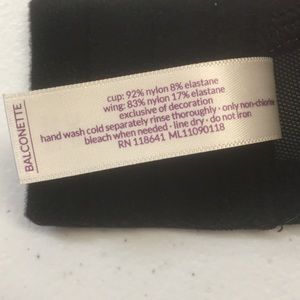 BALCONETTE
cup: 92% nylon 8% elastane
wing: 83% nylon 17% elastane
exclusive of decoration
hand wash cold separately rinse thoroughly · only non-chlorine
bleach when needed · line dry · do not iron
RN 118641 ML11090118